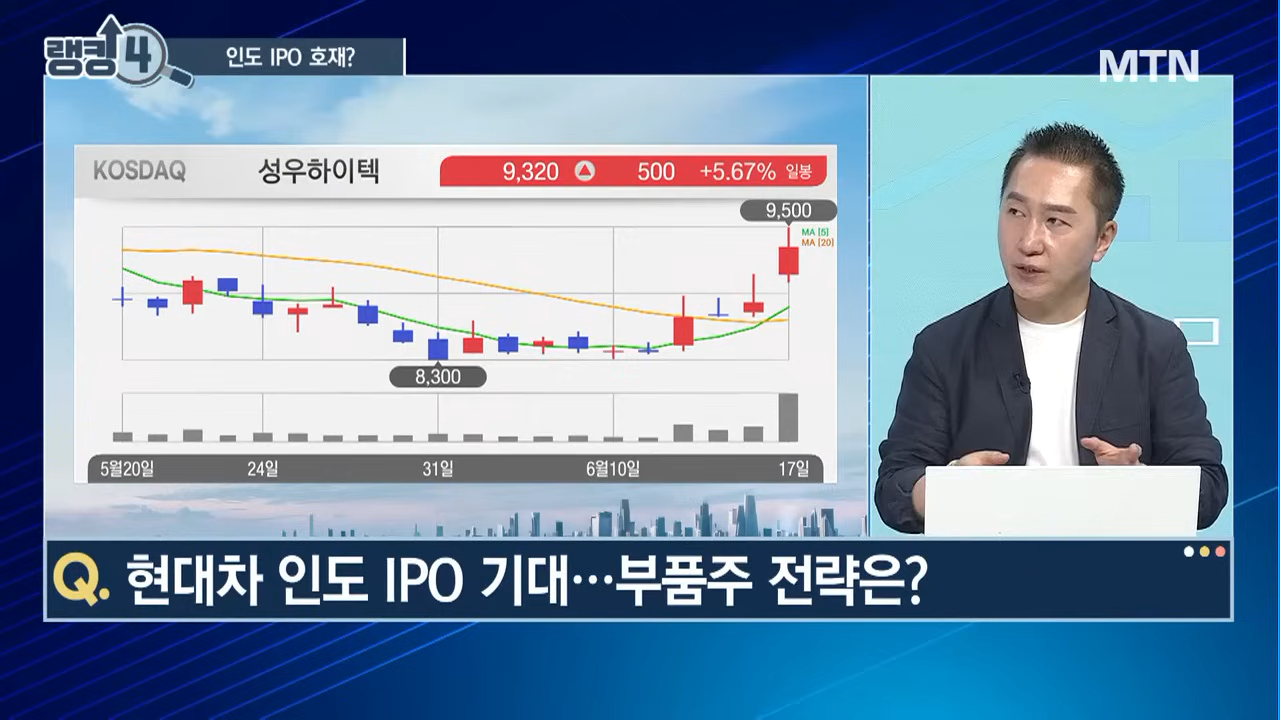 랭킹4
인도 IPO 호재?
MTN
KOSDAQ 성우하이텍 9,320 500 +5.67% 일봉
9,500
MA [5]
MA [20]
8,300
5월20일 24일 31일 6월10일 17일
Q. 현대차 인도 IPO 기대…부품주 전략은?